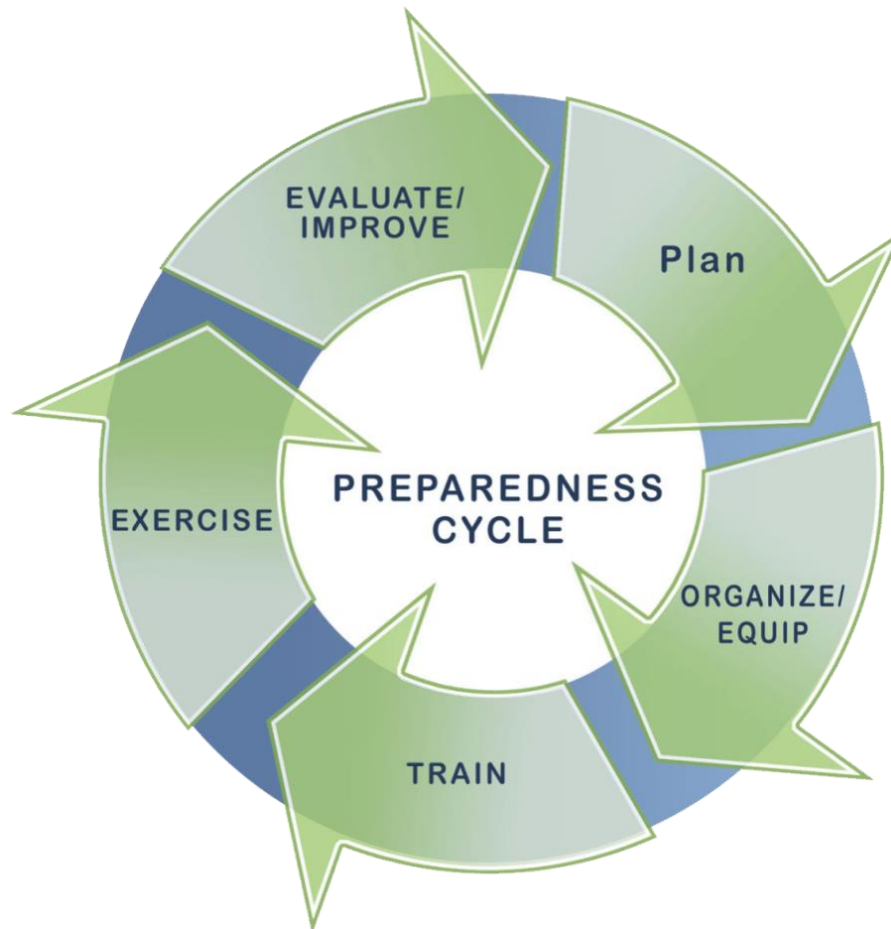 EVALUATE/
IMPROVE
Plan
PREPAREDNESS
CYCLE
EXERCISE
ORGANIZE/
EQUIP
TRAIN